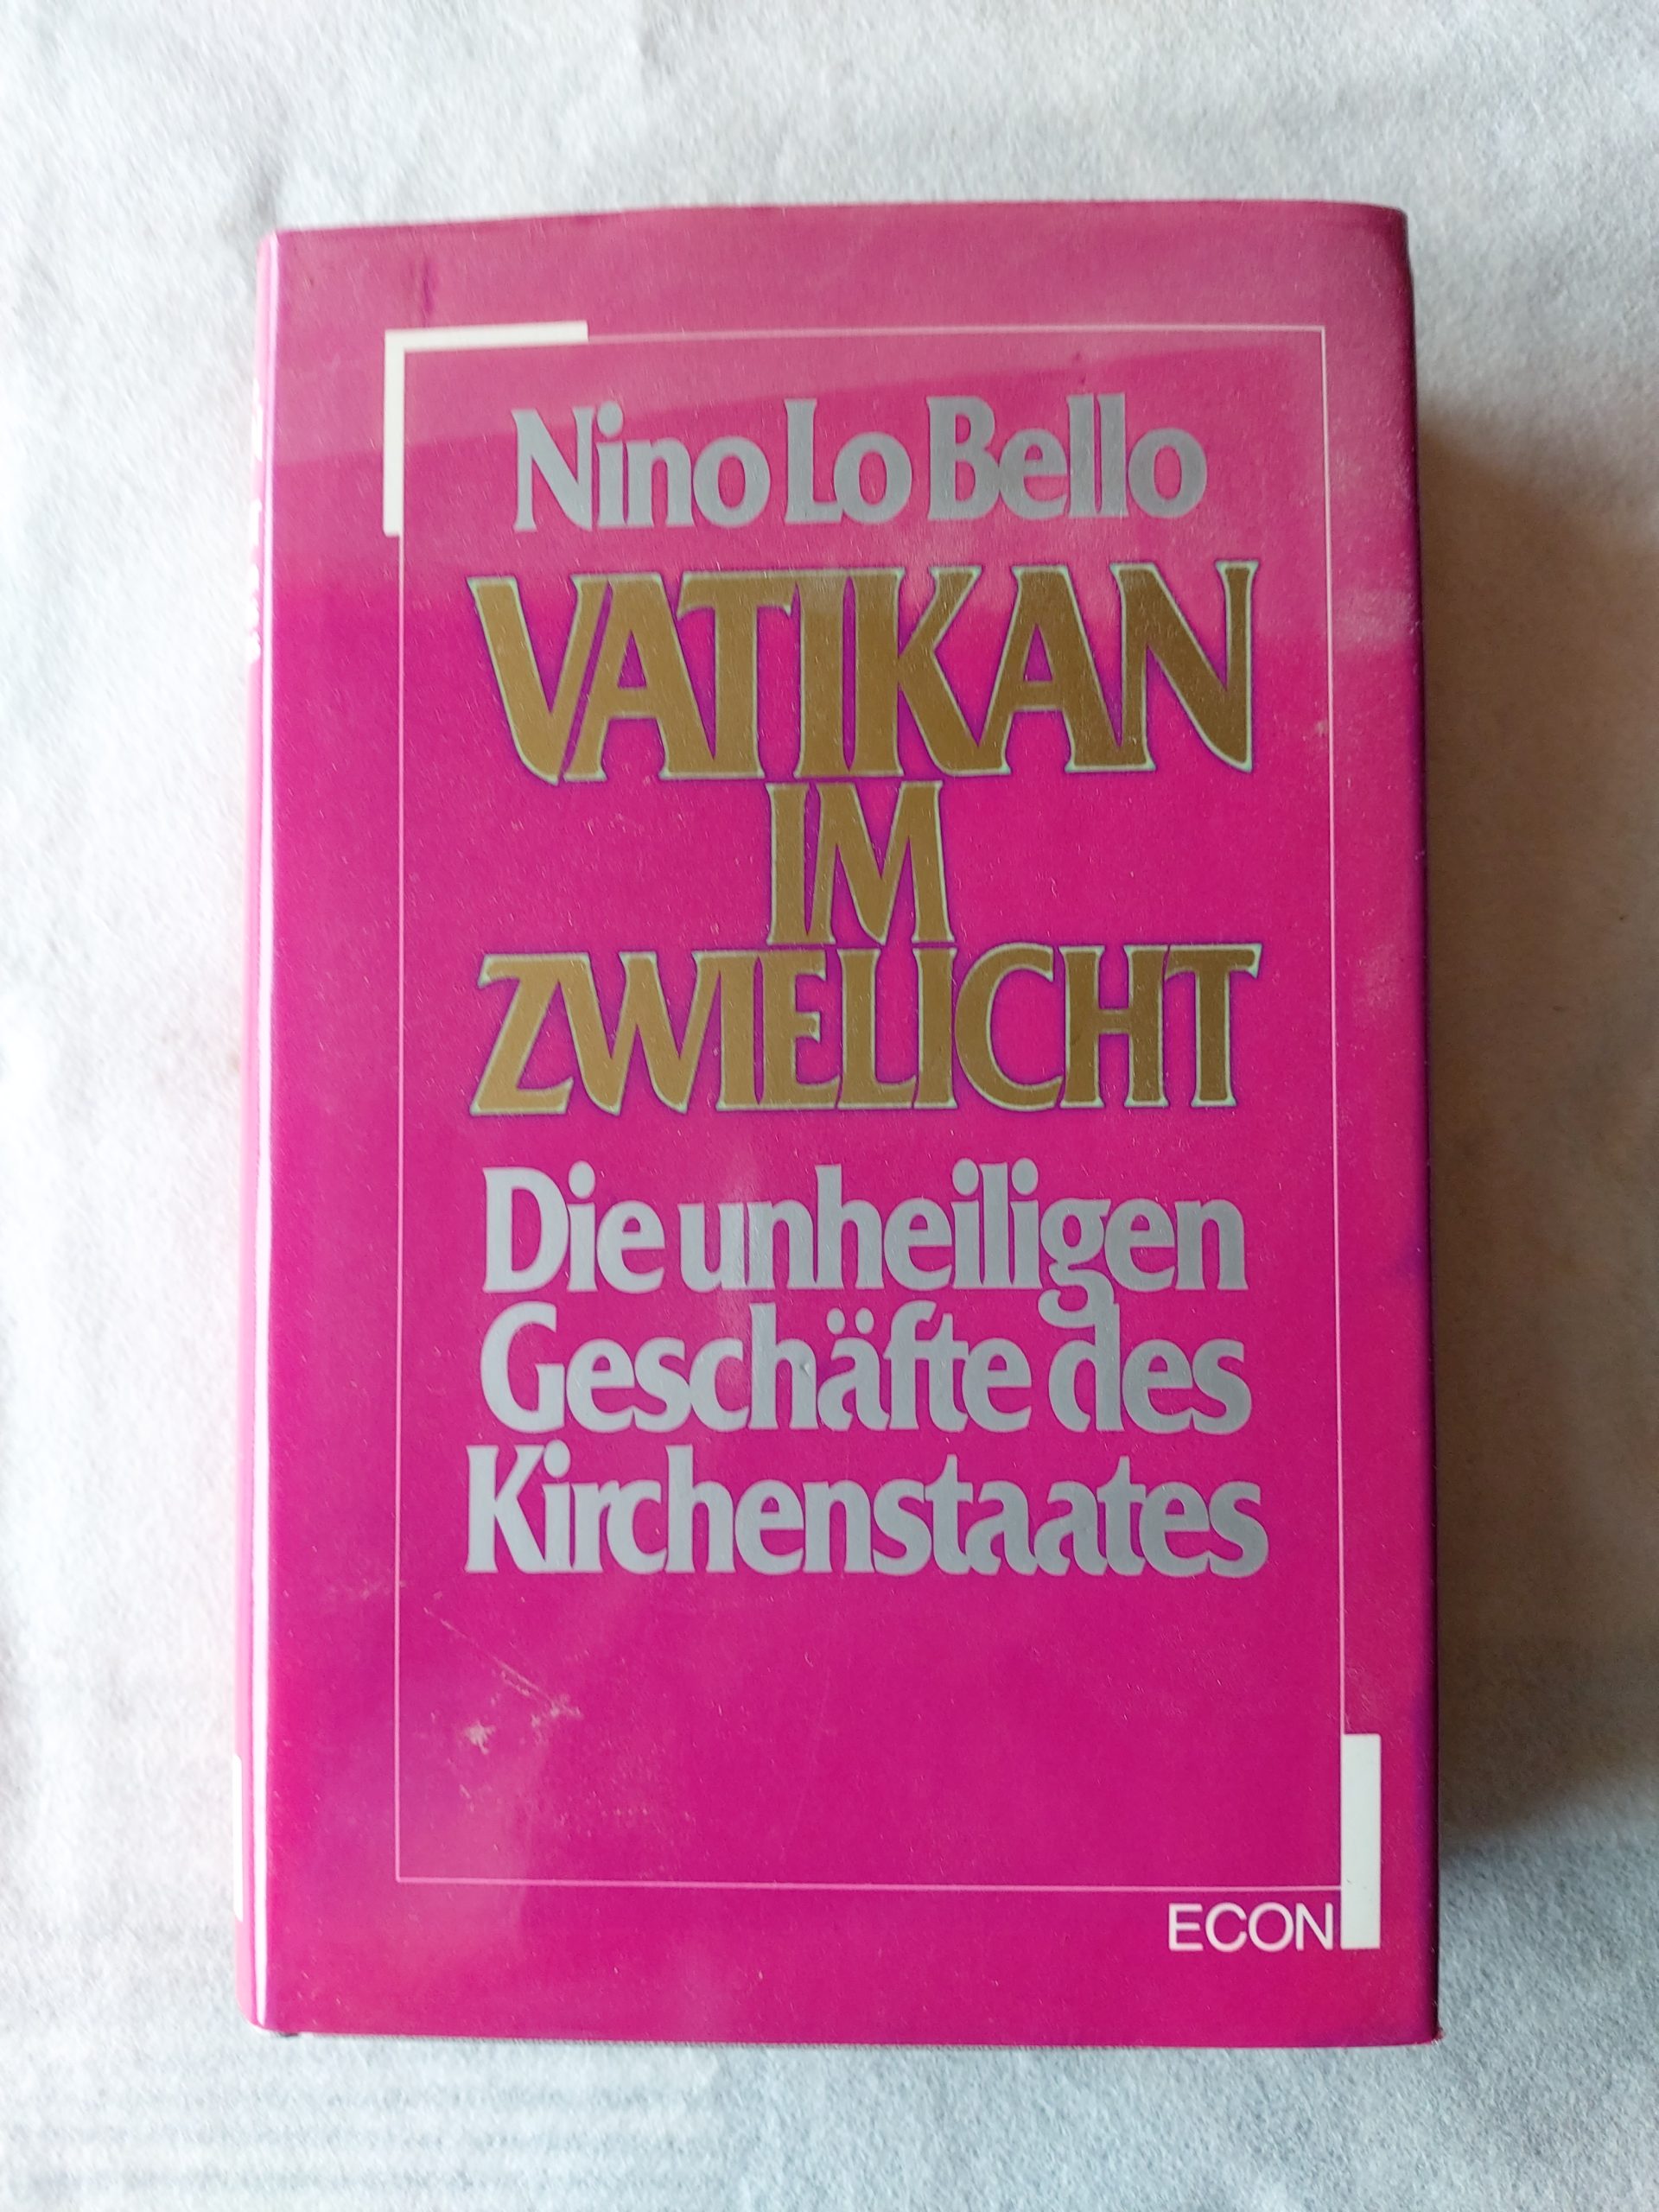 Nino Lo Bello
VATIKAN
IM
ZWIELICHT
Die unheiligen
Geschäfte des
Kirchenstaates
ECON